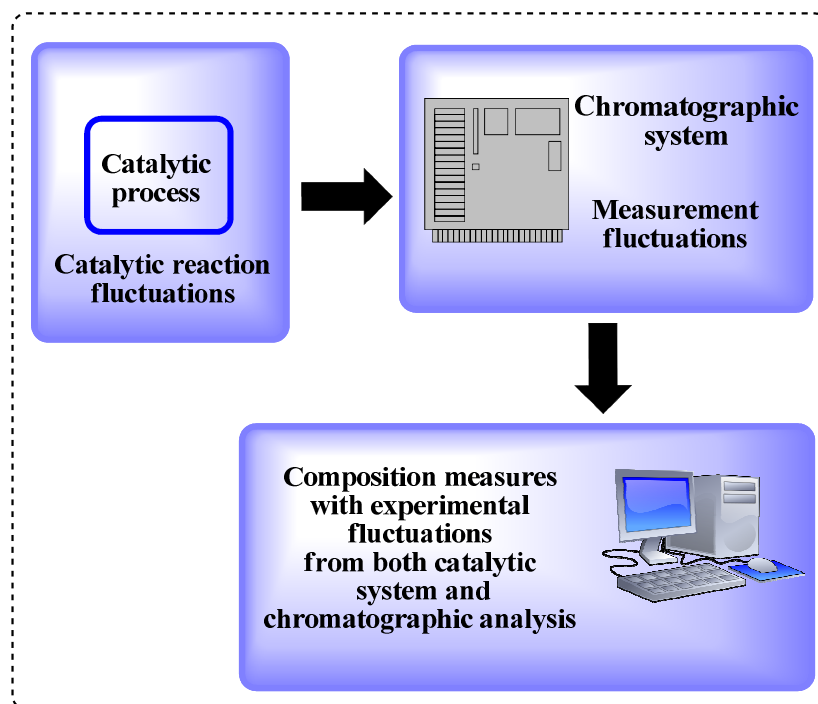 Catalytic
process
Catalytic reaction
fluctuations
Chromatographic
system
Measurement
fluctuations
Composition measures
with experimental
fluctuations
from both catalytic
system and
chromatographic analysis